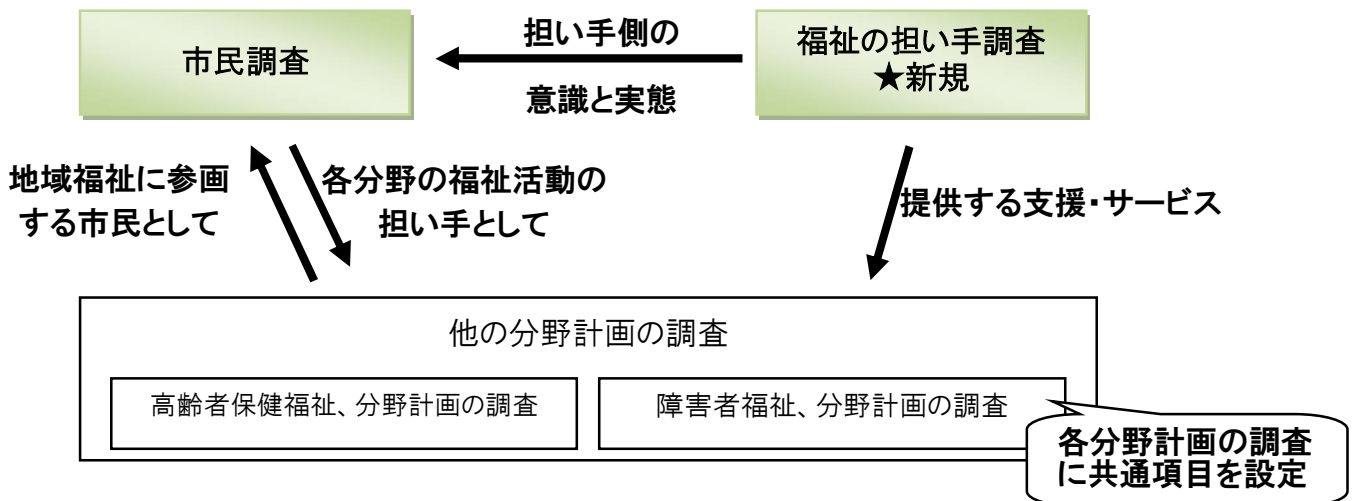 市民調査
担い手側の
意識と実態
福祉の担い手調査
★新規
地域福祉に参画
する市民として
各分野の福祉活動の
担い手として
提供する支援・サービス
他の分野計画の調査
高齢者保健福祉、分野計画の調査
障害者福祉、分野計画の調査
各分野計画の調査
に共通項目を設定